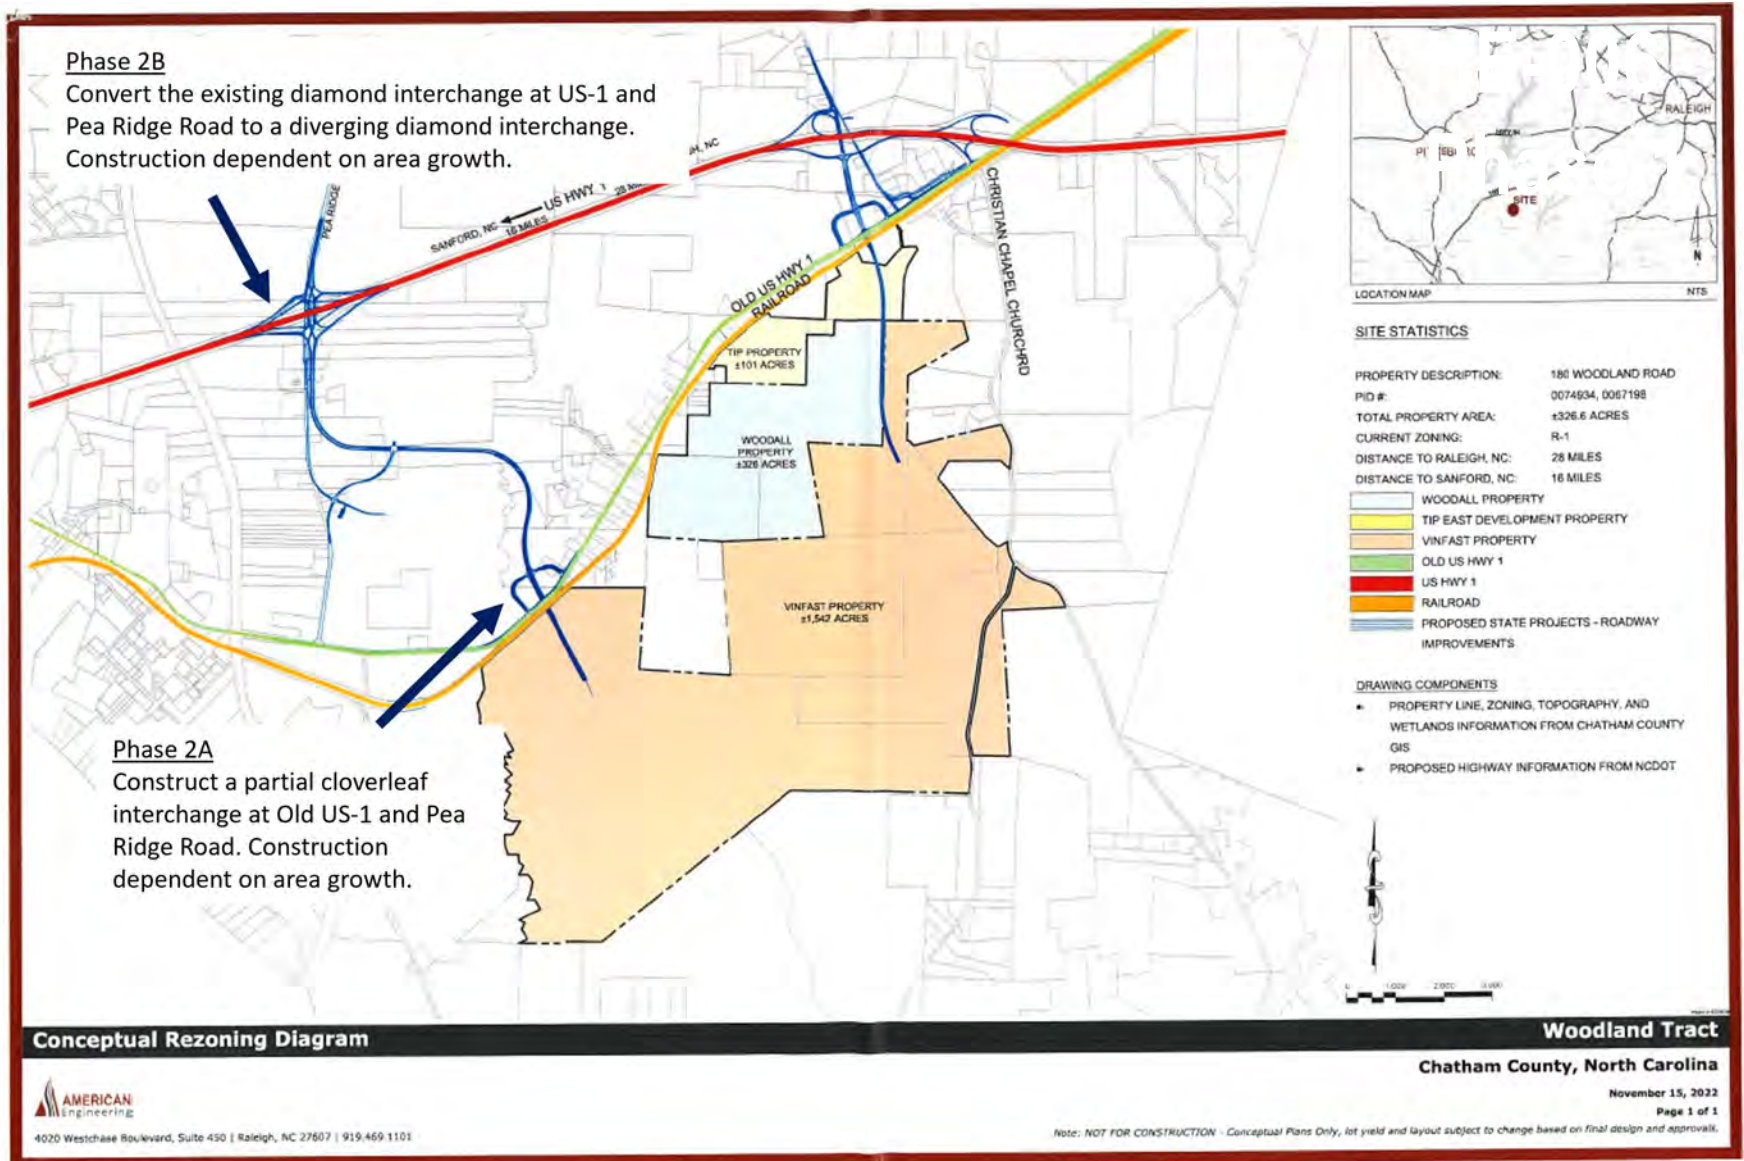 Phase 2B
Convert the existing diamond interchange at US-1 and
Pea Ridge Road to a diverging diamond interchange.
Construction dependent on area growth.
PEA RIDGE
SANFORD, NC
16 MILES
US HWY 1
, NC
OLD US HWY 1
RAILROAD
CHRISTIAN CHAPEL CHURCHRD
TIP PROPERTY
±101 ACRES
WOODALL
PROPERTY
±326 ACRES
VINFAST PROPERTY
±1,542 ACRES
Phase 2A
Construct a partial cloverleaf
interchange at Old US-1 and Pea
Ridge Road. Construction
dependent on area growth.
RALEIGH
SITE
N
LOCATION MAP
NTS
SITE STATISTICS
PROPERTY DESCRIPTION: 180 WOODLAND ROAD
PID #: 0074934, 0067198
TOTAL PROPERTY AREA: ±326.6 ACRES
CURRENT ZONING: R-1
DISTANCE TO RALEIGH, NC: 28 MILES
DISTANCE TO SANFORD, NC: 16 MILES
WOODALL PROPERTY
TIP EAST DEVELOPMENT PROPERTY
VINFAST PROPERTY
OLD US HWY 1
US HWY 1
RAILROAD
PROPOSED STATE PROJECTS - ROADWAY
IMPROVEMENTS
DRAWING COMPONENTS
PROPERTY LINE, ZONING, TOPOGRAPHY, AND
WETLANDS INFORMATION FROM CHATHAM COUNTY
GIS
PROPOSED HIGHWAY INFORMATION FROM NCDOT
0 1,000 2,000 3,000
Conceptual Rezoning Diagram
Woodland Tract
Chatham County, North Carolina
November 15, 2022
Page 1 of 1
AMERICAN
Engineering
4020 Westchase Boulevard, Suite 450 | Raleigh, NC 27607 | 919.469.1101
Note: NOT FOR CONSTRUCTION - Conceptual Plans Only, lot yield and layout subject to change based on final design and approvals.